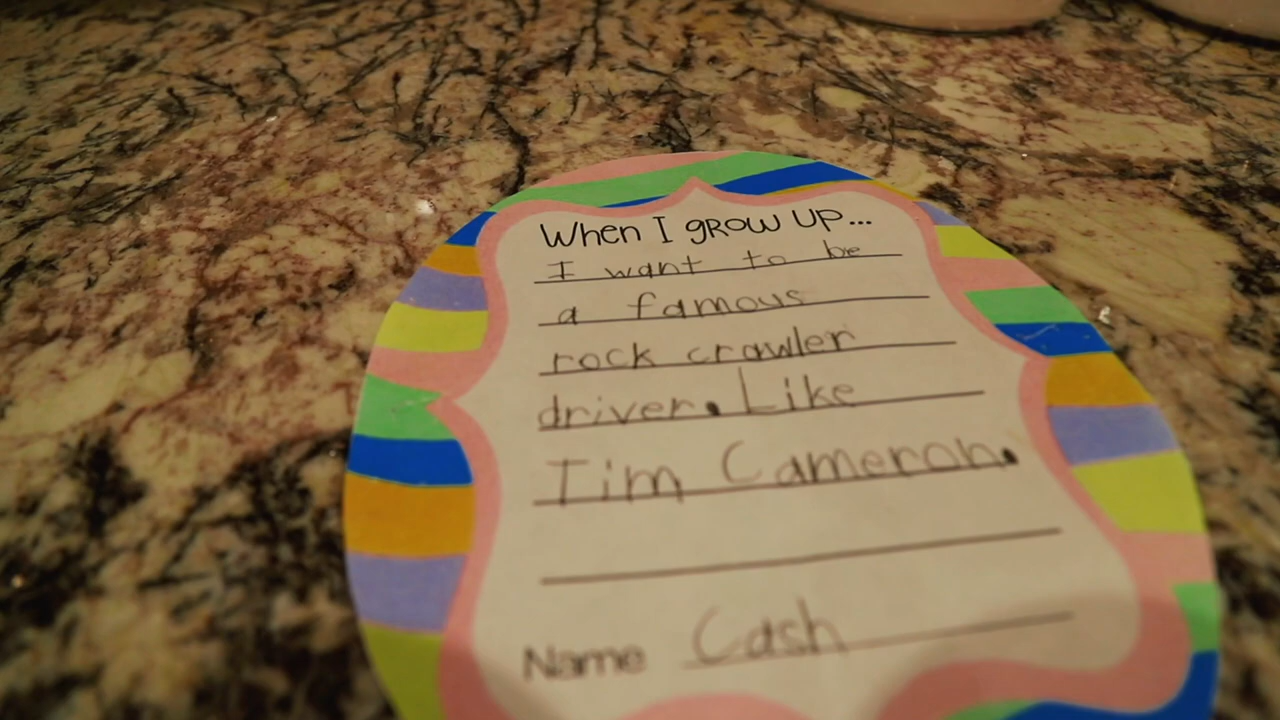 When I grow up...
I want to be
a famous
rock crawler
driver. Like
Tim Cameron.
Name Cash